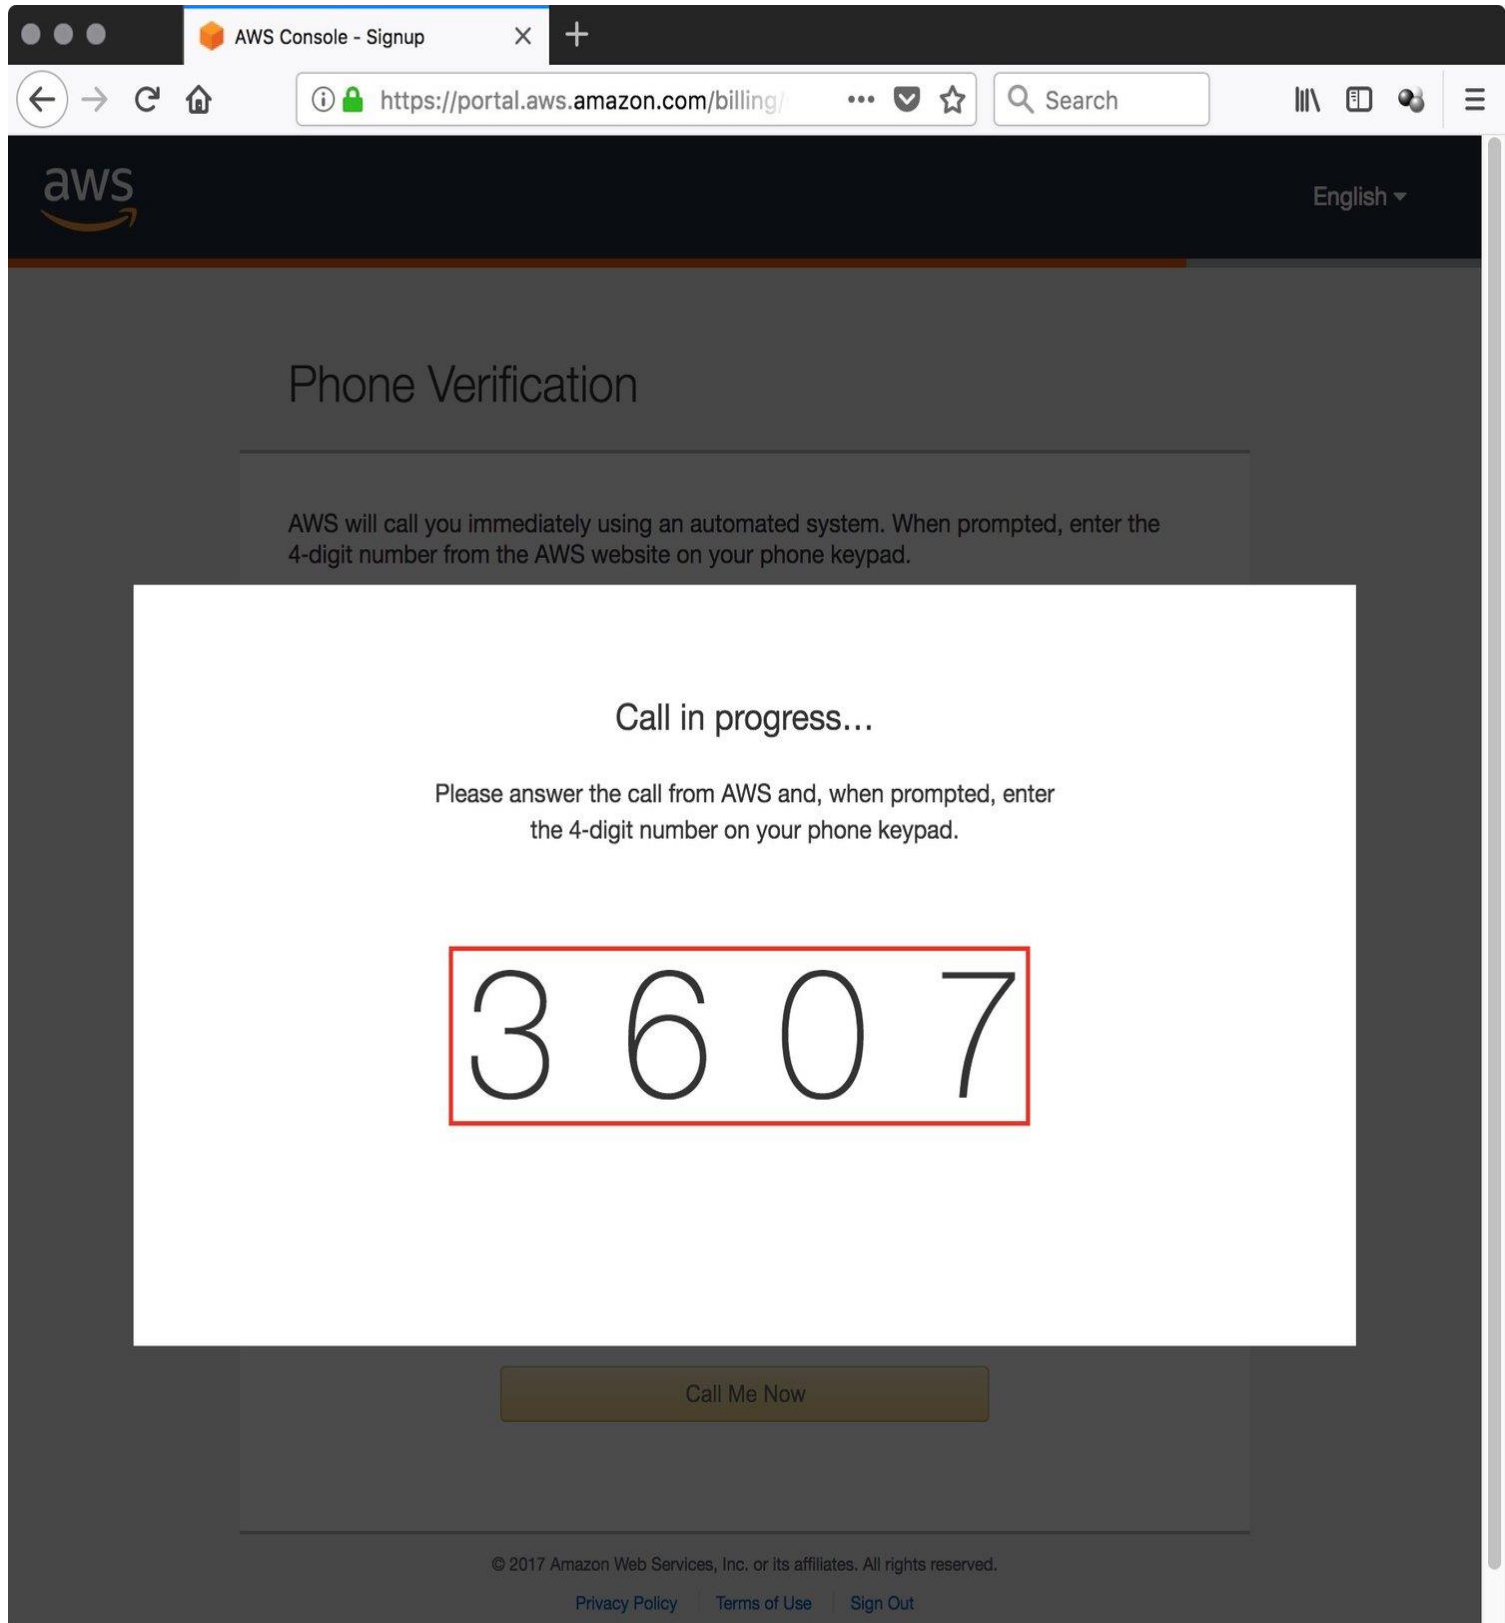 AWS Console - Signup
https://portal.aws.amazon.com/billing/
Search
aws
English
Phone Verification
AWS will call you immediately using an automated system. When prompted, enter the
4-digit number from the AWS website on your phone keypad.
Call in progress...
Please answer the call from AWS and, when prompted, enter
the 4-digit number on your phone keypad.
3 6 0 7
Call Me Now
© 2017 Amazon Web Services, Inc. or its affiliates. All rights reserved.
Privacy Policy Terms of Use Sign Out